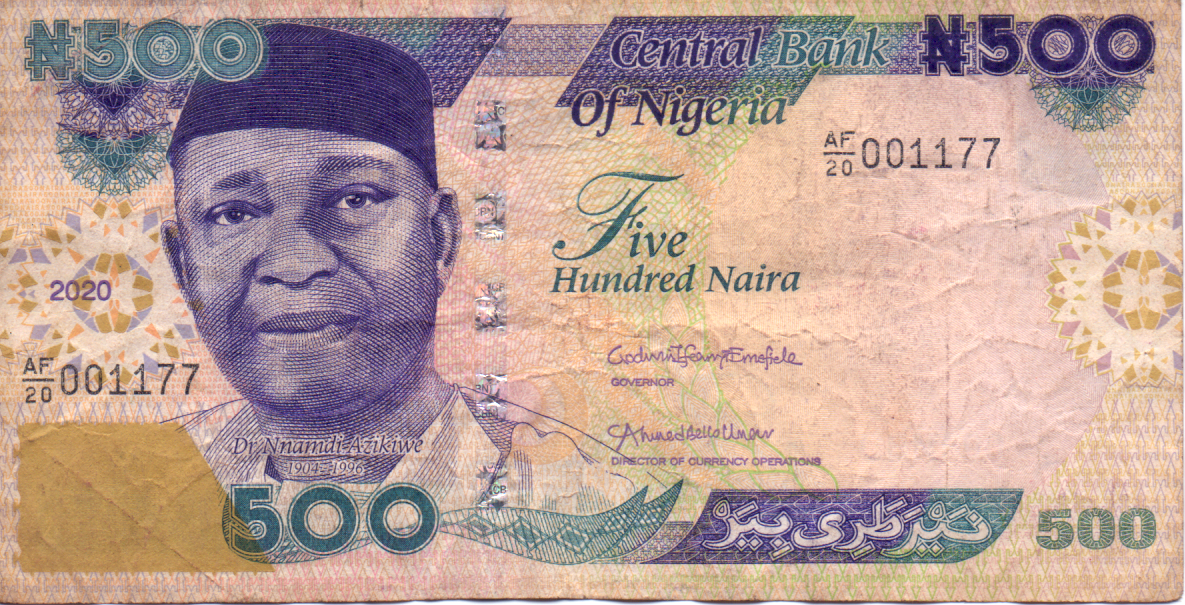 ₦500
Central Bank
Of Nigeria
₦500
AF/20 001177
Five
Hundred Naira
2020
AF/20 001177
GOVERNOR
DIRECTOR OF CURRENCY OPERATIONS
Dr Nnamdi Azikiwe
1904 - 1996
500
500